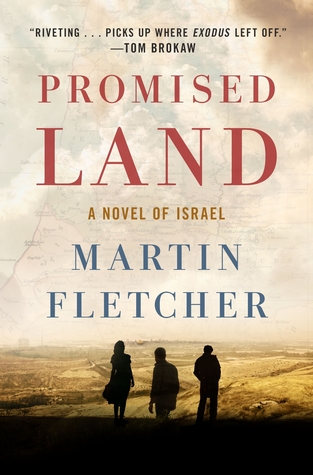 "RIVETING . . . PICKS UP WHERE EXODUS LEFT OFF."
—TOM BROKAW
PROMISED
LAND
A NOVEL OF ISRAEL
MARTIN
FLETCHER